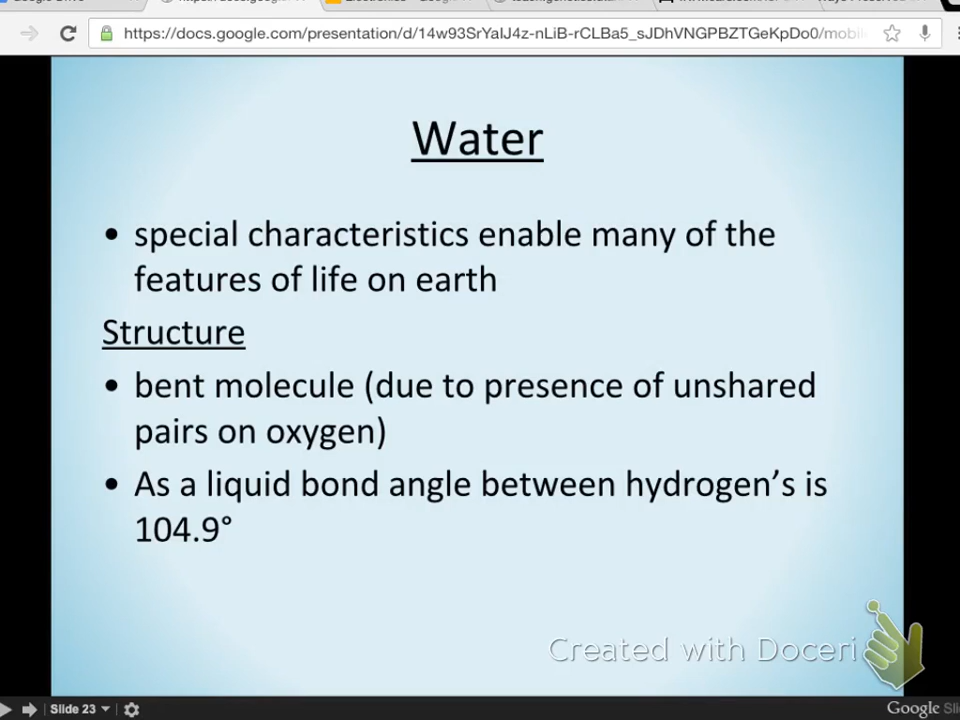 https://docs.google.com/presentation/d/14w93SrYaIJ4z-nLiB-rCLBa5_sJDhVNGPBZTGeKpDo0/mobil
Water
• special characteristics enable many of the
features of life on earth
Structure
• bent molecule (due to presence of unshared
pairs on oxygen)
• As a liquid bond angle between hydrogen’s is
104.9°
Created with Doceri
Slide 23
Google Sli